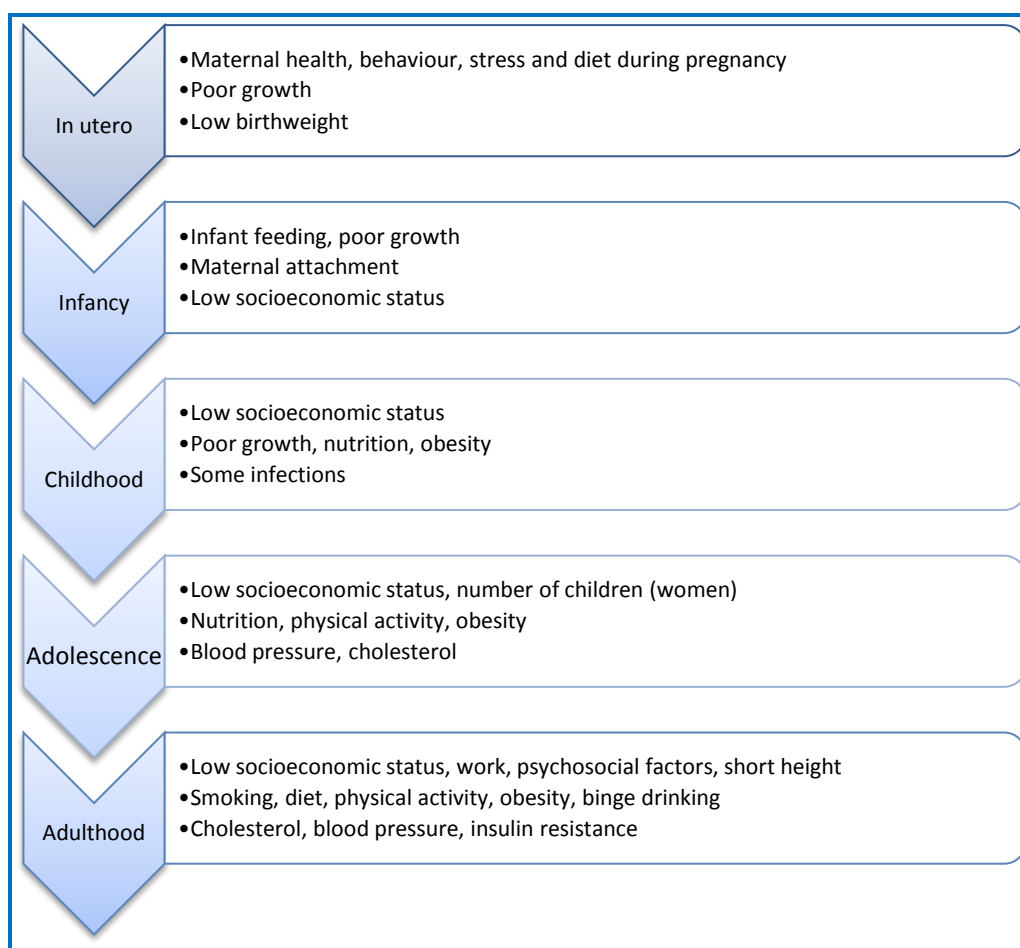 In utero
•Maternal health, behaviour, stress and diet during pregnancy
•Poor growth
•Low birthweight
Infancy
•Infant feeding, poor growth
•Maternal attachment
•Low socioeconomic status
Childhood
•Low socioeconomic status
•Poor growth, nutrition, obesity
•Some infections
Adolescence
•Low socioeconomic status, number of children (women)
•Nutrition, physical activity, obesity
•Blood pressure, cholesterol
Adulthood
•Low socioeconomic status, work, psychosocial factors, short height
•Smoking, diet, physical activity, obesity, binge drinking
•Cholesterol, blood pressure, insulin resistance